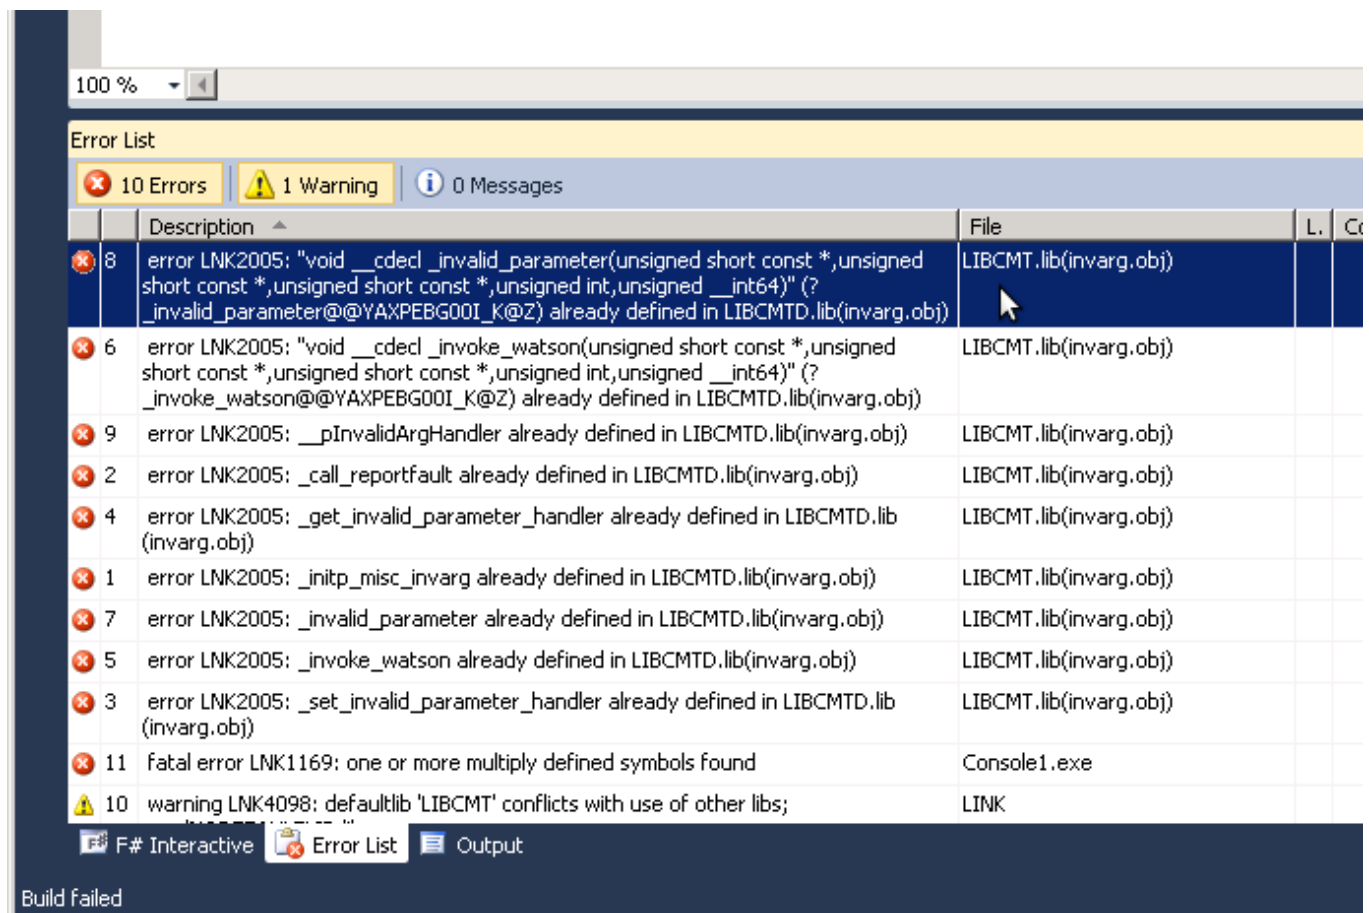 100 %
Error List
10 Errors 1 Warning 0 Messages
Description File L. Co
8 error LNK2005: "void __cdecl _invalid_parameter(unsigned short const *,unsigned LIBCMT.lib(invarg.obj)
short const *,unsigned short const *,unsigned int,unsigned __int64)" (?
_invalid_parameter@@YAXPEBG00I_K@Z) already defined in LIBCMTD.lib(invarg.obj)
6 error LNK2005: "void __cdecl _invoke_watson(unsigned short const *,unsigned LIBCMT.lib(invarg.obj)
short const *,unsigned short const *,unsigned int,unsigned __int64)" (?
_invoke_watson@@YAXPEBG00I_K@Z) already defined in LIBCMTD.lib(invarg.obj)
9 error LNK2005: __pInvalidArgHandler already defined in LIBCMTD.lib(invarg.obj) LIBCMT.lib(invarg.obj)
2 error LNK2005: _call_reportfault already defined in LIBCMTD.lib(invarg.obj) LIBCMT.lib(invarg.obj)
4 error LNK2005: _get_invalid_parameter_handler already defined in LIBCMTD.lib LIBCMT.lib(invarg.obj)
(invarg.obj)
1 error LNK2005: _initp_misc_invarg already defined in LIBCMTD.lib(invarg.obj) LIBCMT.lib(invarg.obj)
7 error LNK2005: _invalid_parameter already defined in LIBCMTD.lib(invarg.obj) LIBCMT.lib(invarg.obj)
5 error LNK2005: _invoke_watson already defined in LIBCMTD.lib(invarg.obj) LIBCMT.lib(invarg.obj)
3 error LNK2005: _set_invalid_parameter_handler already defined in LIBCMTD.lib LIBCMT.lib(invarg.obj)
(invarg.obj)
11 fatal error LNK1169: one or more multiply defined symbols found Console1.exe
10 warning LNK4098: defaultlib 'LIBCMT' conflicts with use of other libs; LINK
F# Interactive Error List Output
Build failed